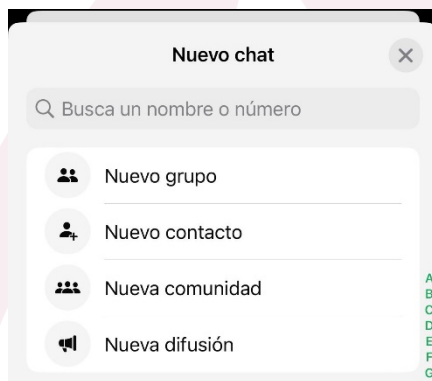 Nuevo chat
Busca un nombre o número
Nuevo grupo
Nuevo contacto
Nueva comunidad
Nueva difusión
A
B
C
D
E
F
G